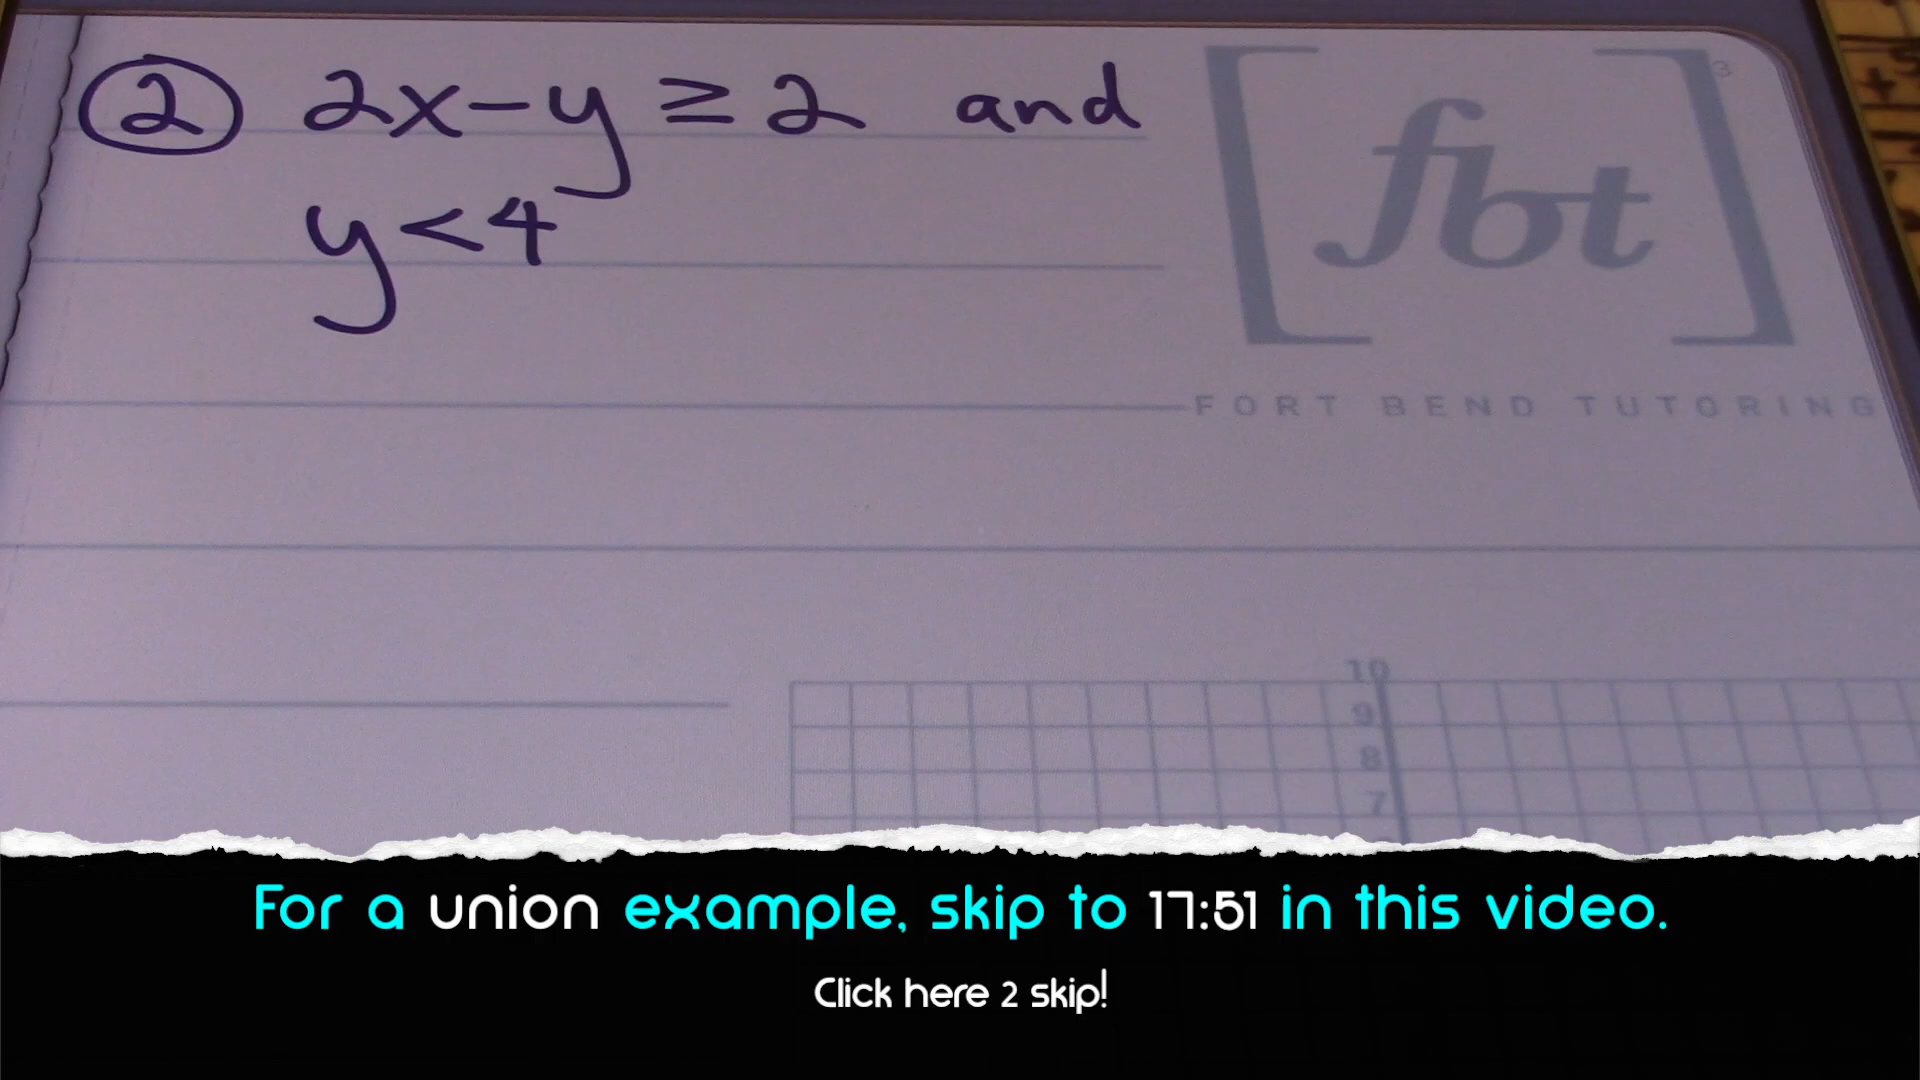 ② 2x-y ≥ 2 and
y < 4
3
fbt
FORT BEND TUTORING
10
9
8
7
For a union example, skip to 17:51 in this video.
Click here 2 skip!